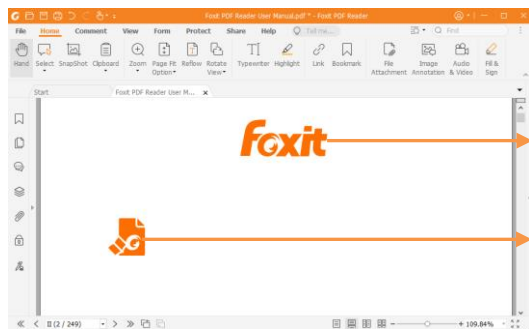 Foxit PDF Reader User Manual.pdf * - Foxit PDF Reader
File Home Comment View Form Protect Share Help Tell me... Find
Hand Select SnapShot Clipboard Zoom Page Fit Option Reflow Rotate View Typewriter Highlight Link Bookmark File Attachment Image Annotation Audio & Video Fill & Sign
Start Foxit PDF Reader User M...
Foxit
II (2 / 249) 109.84%